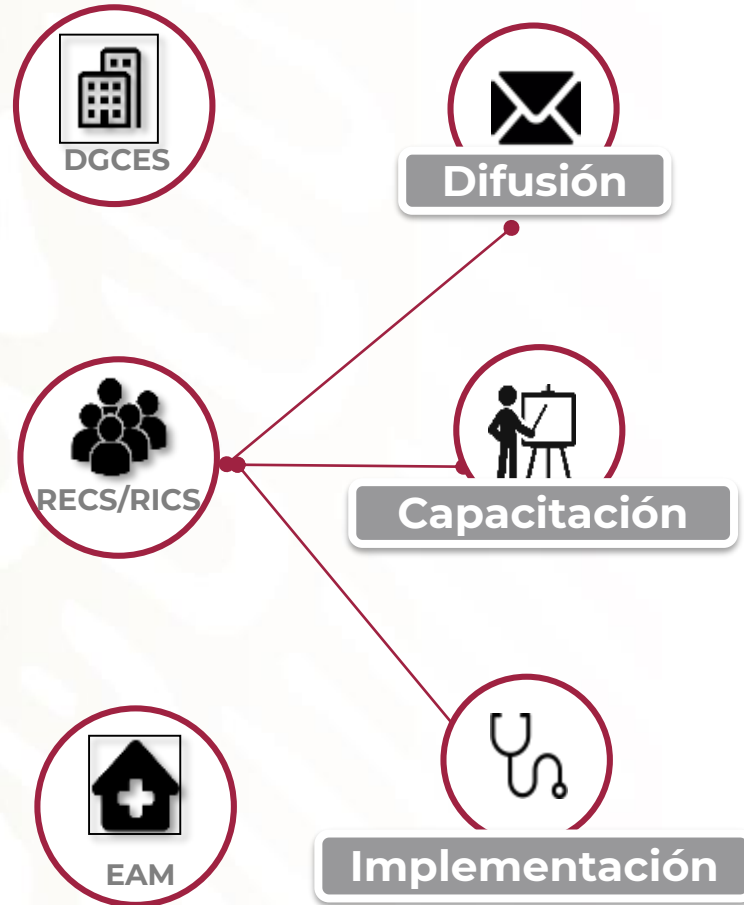 DGCES
Difusión
RECS/RICS
Capacitación
EAM
Implementación